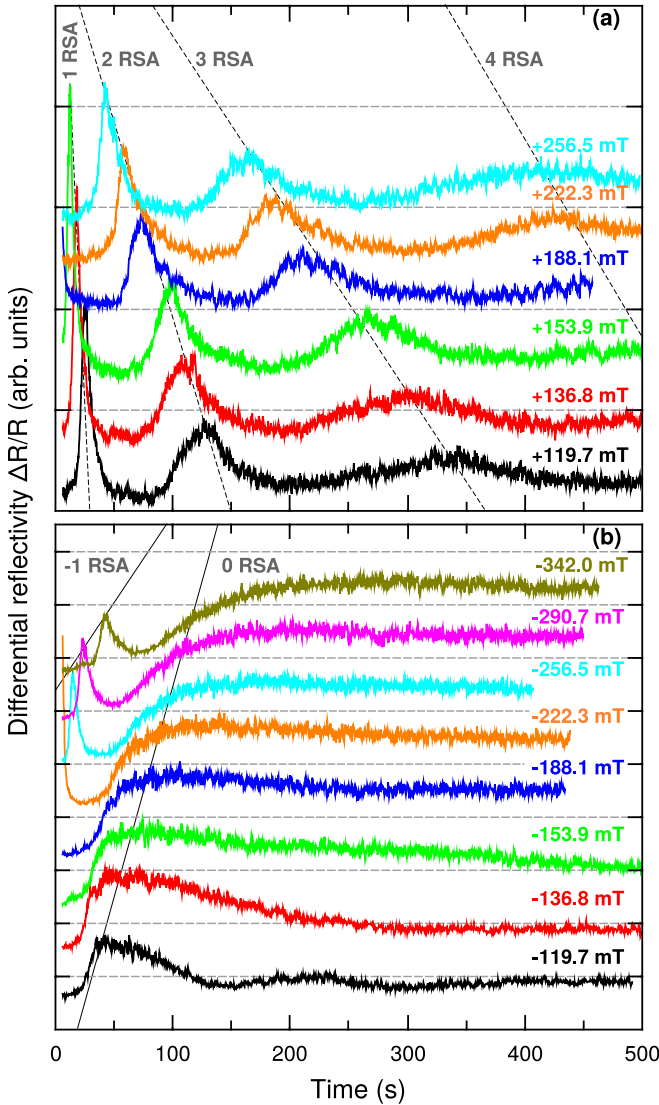 (a)
1 RSA
2 RSA
3 RSA
4 RSA
+256.5 mT
+222.3 mT
+188.1 mT
+153.9 mT
+136.8 mT
+119.7 mT
Differential reflectivity ΔR/R (arb. units)
(b)
-1 RSA
0 RSA
-342.0 mT
-290.7 mT
-256.5 mT
-222.3 mT
-188.1 mT
-153.9 mT
-136.8 mT
-119.7 mT
0 100 200 300 400 500
Time (s)